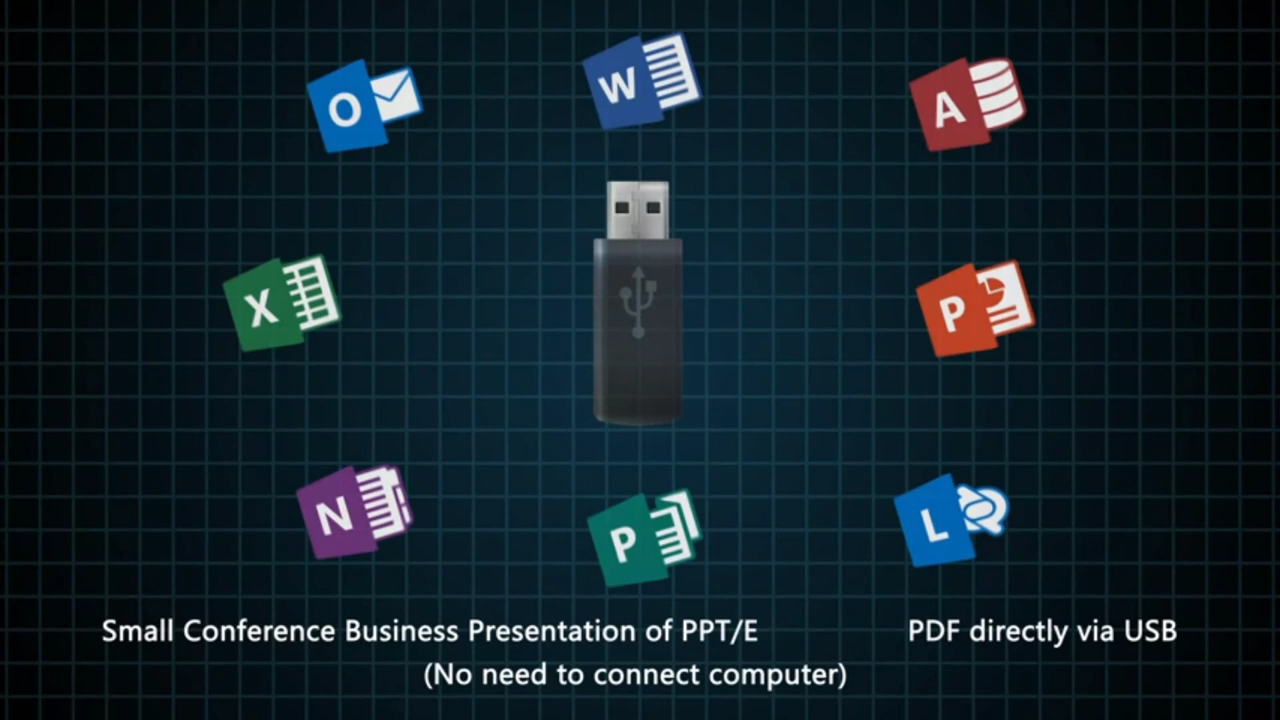 O
W
A
X
P
N
P
L
Small Conference Business Presentation of PPT/E PDF directly via USB
(No need to connect computer)